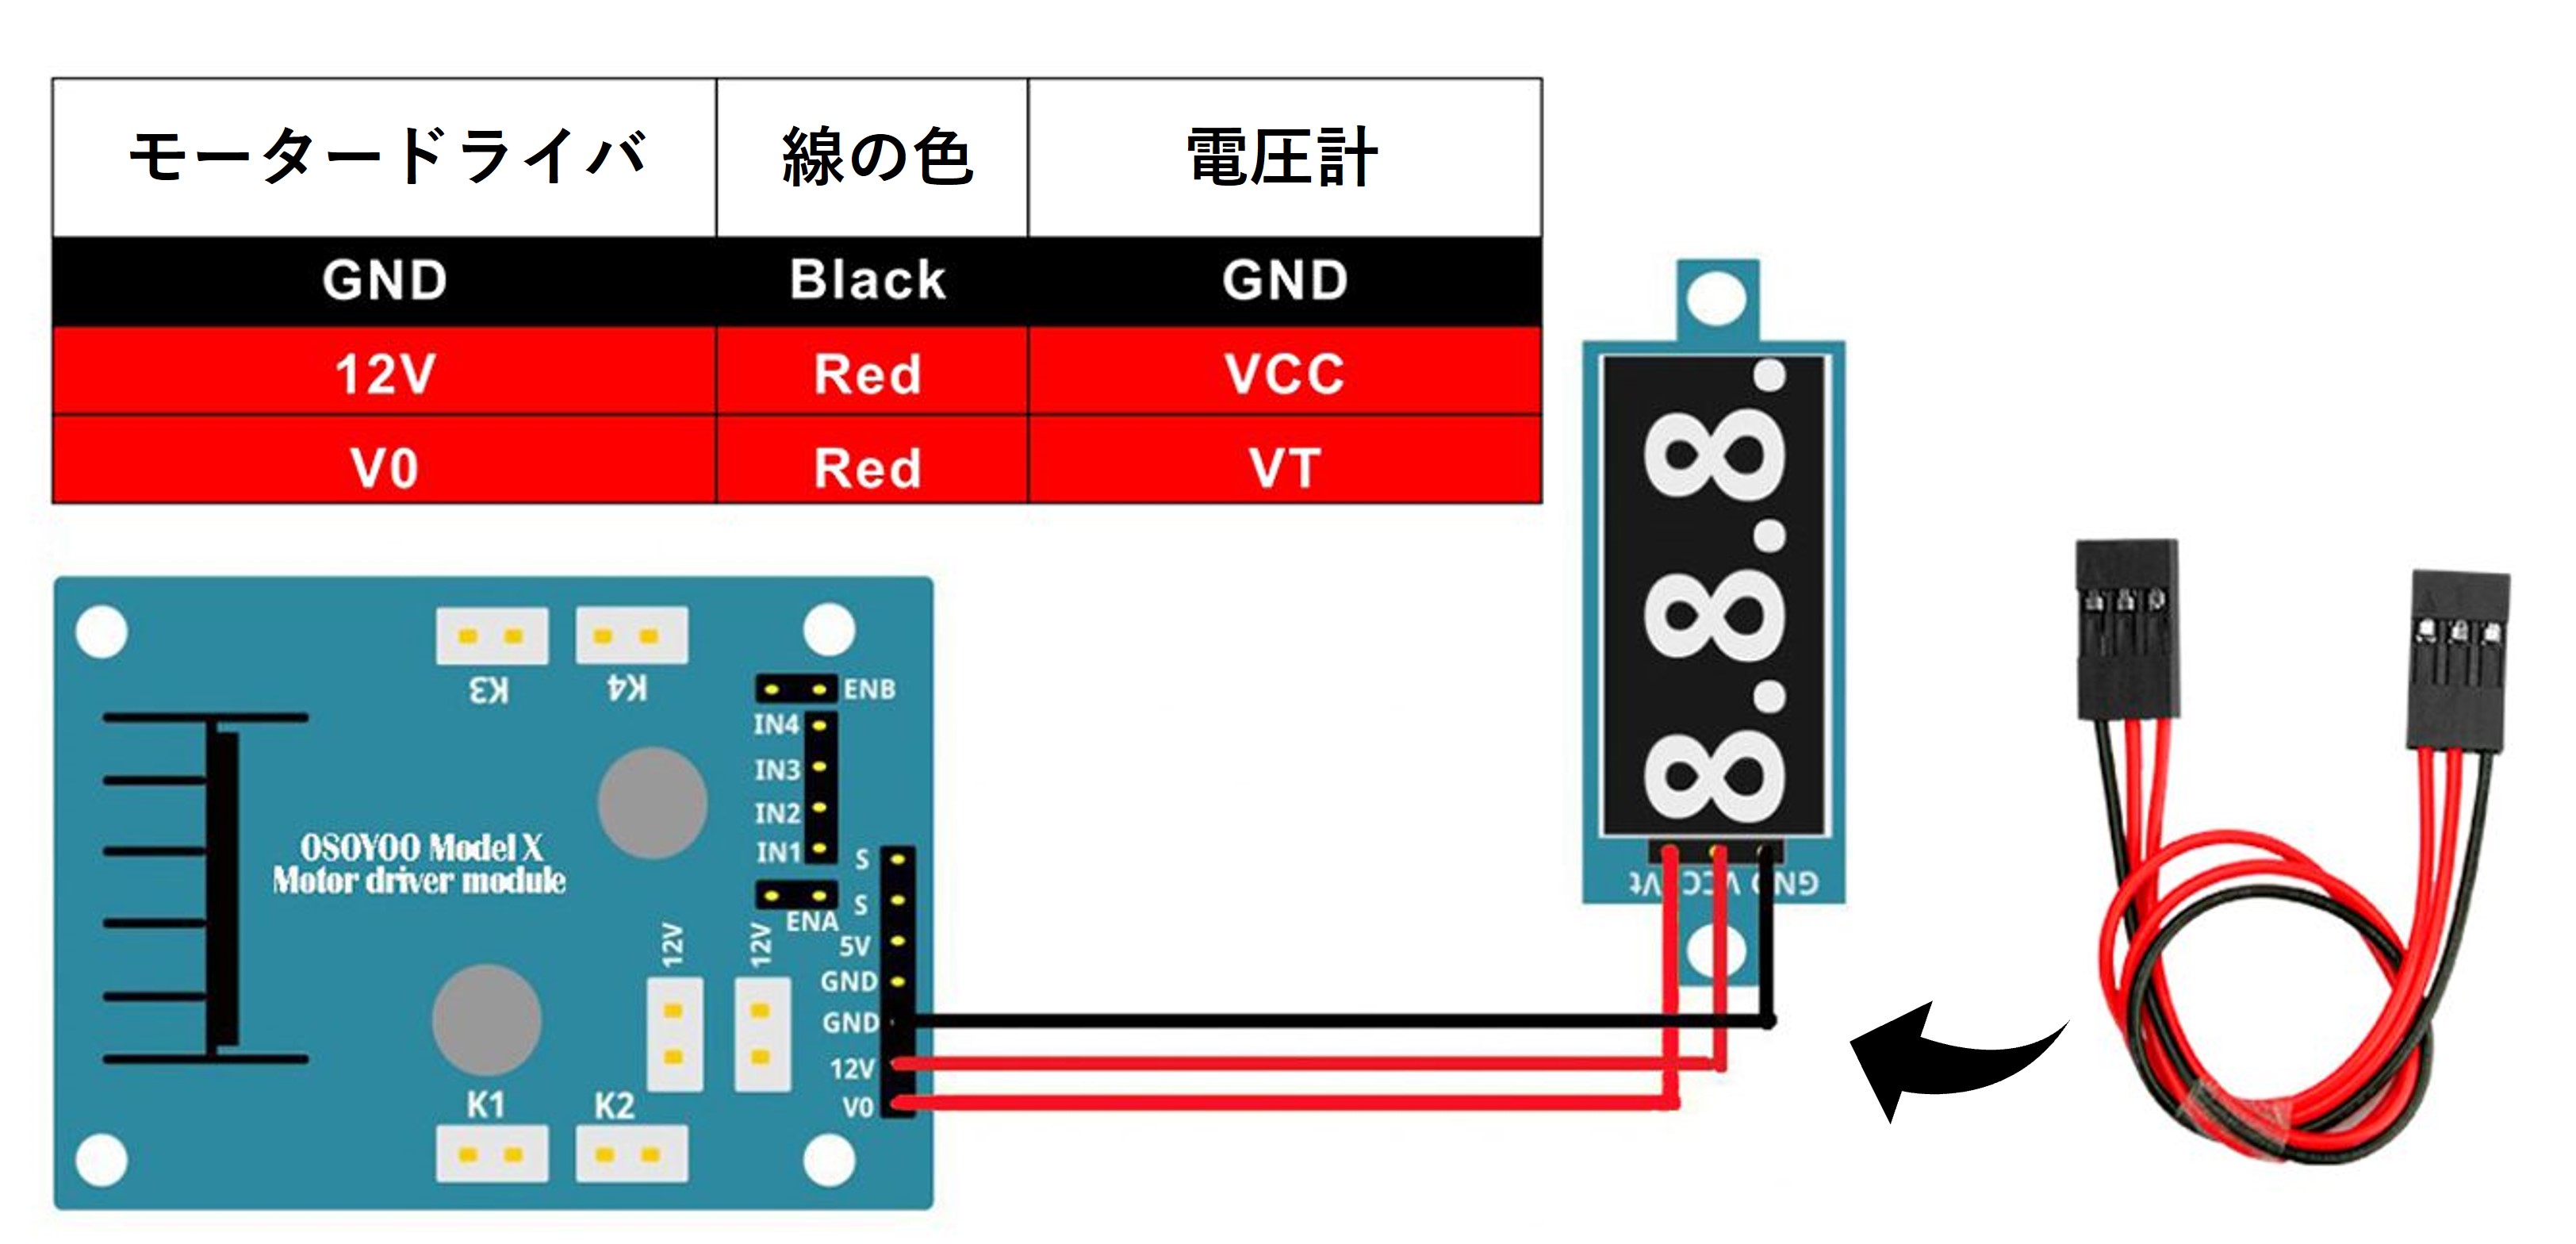 モータードライバ 線の色 電圧計
GND Black GND
12V Red VCC
V0 Red VT
8.8.8.
K3 K4
ENB
IN4
IN3
IN2
IN1
S
S
ENA
5V
12V 12V
GND
GND
12V
V0
OSOYOO Model X
Motor driver module
K1 K2
GND VCC Vt